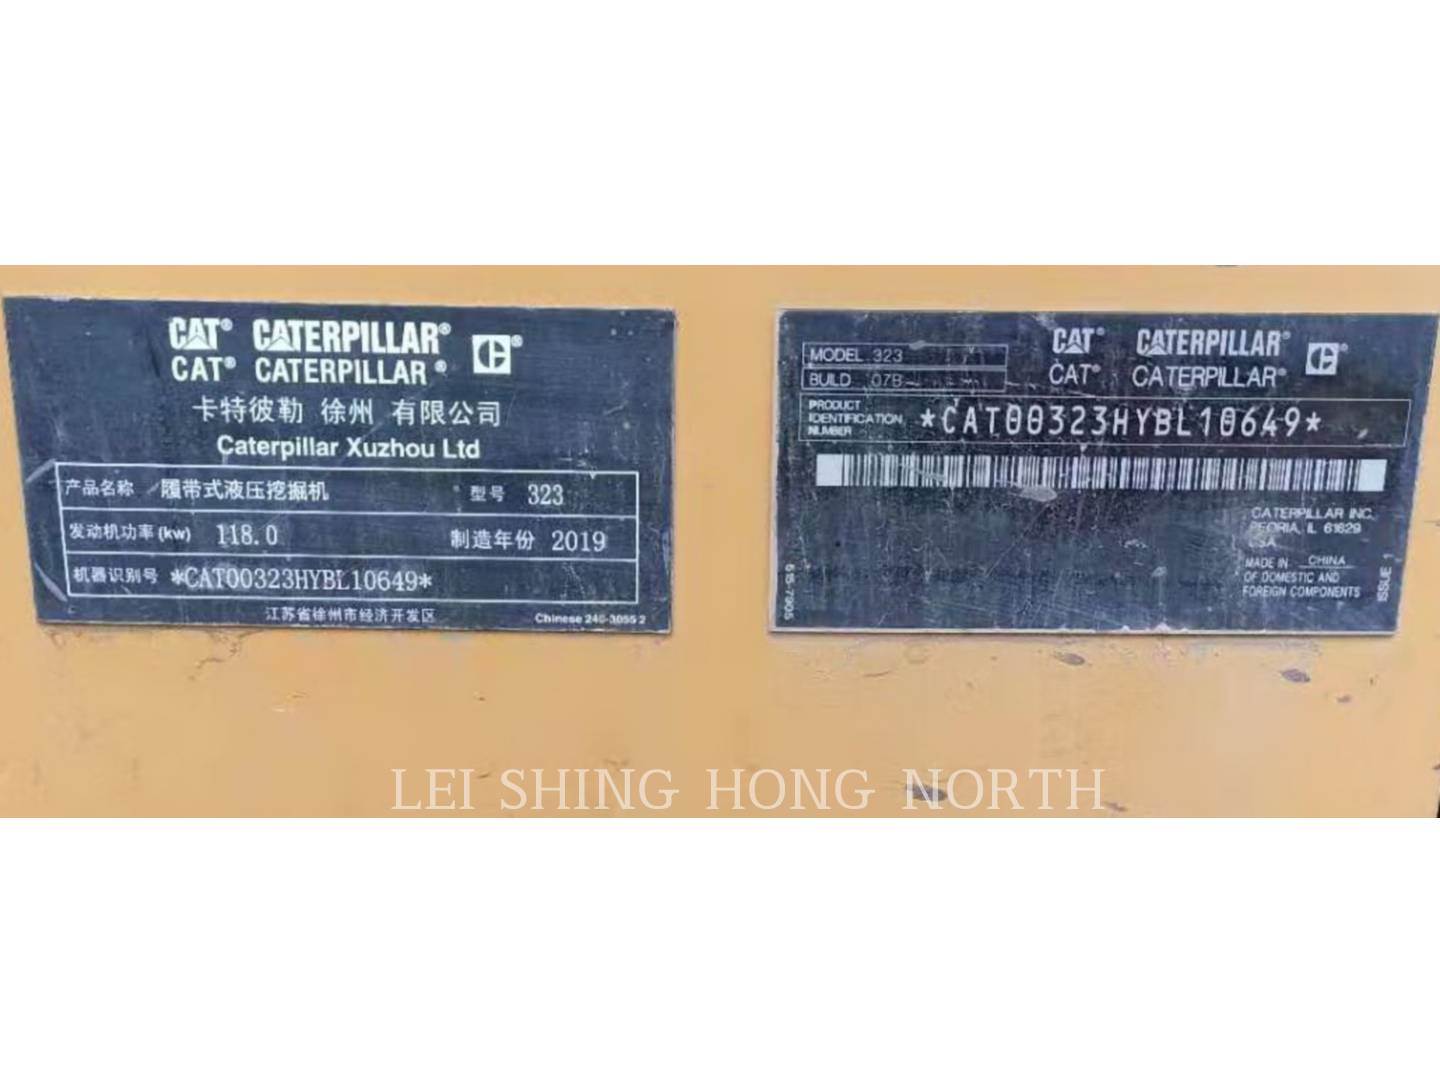 CAT® CATERPILLAR®
CAT® CATERPILLAR®
卡特彼勒 徐州 有限公司
Caterpillar Xuzhou Ltd
产品名称 履带式液压挖掘机 型号 323
发动机功率(kw) 118.0 制造年份 2019
机器识别号 *CAT00323HYBL10649*
江苏省徐州市经济开发区 Chinese 246-3055 2
MODEL 323
BUILD 07B
CAT® CATERPILLAR®
CAT® CATERPILLAR®
PRODUCT
IDENTIFICATION
NUMBER
*CAT00323HYBL10649*
CATERPILLAR INC.
PEORIA, IL 61629
USA
MADE IN CHINA
OF DOMESTIC AND
FOREIGN COMPONENTS
615-7905
ISSUE 1
LEI SHING HONG NORTH